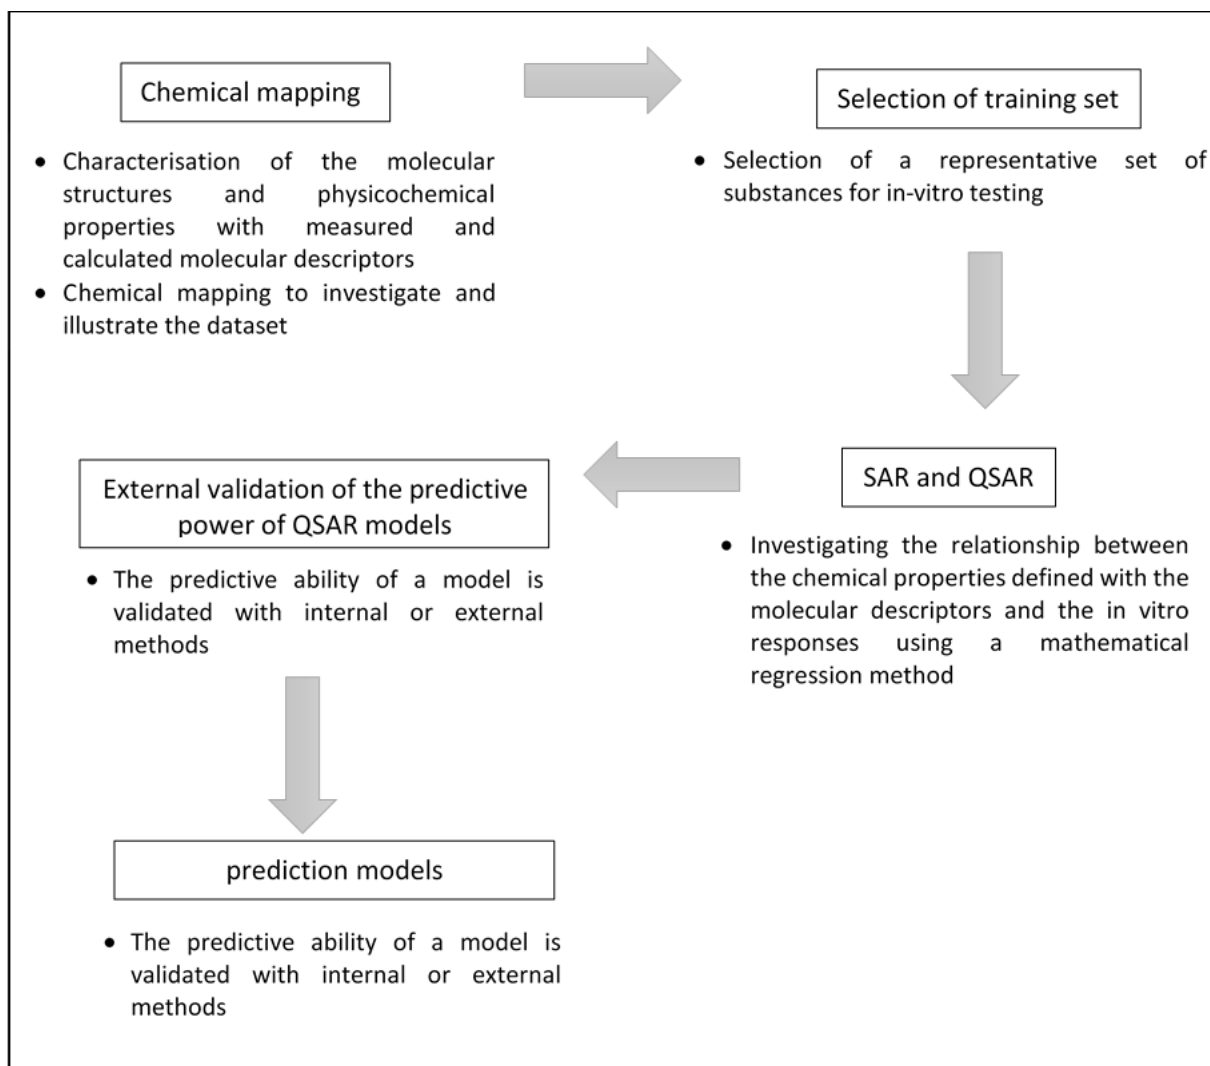 Chemical mapping
• Characterisation of the molecular
structures and physicochemical
properties with measured and
calculated molecular descriptors
• Chemical mapping to investigate and
illustrate the dataset
Selection of training set
• Selection of a representative set of
substances for in-vitro testing
SAR and QSAR
• Investigating the relationship between
the chemical properties defined with the
molecular descriptors and the in vitro
responses using a mathematical
regression method
External validation of the predictive
power of QSAR models
• The predictive ability of a model is
validated with internal or external
methods
prediction models
• The predictive ability of a model is
validated with internal or external
methods